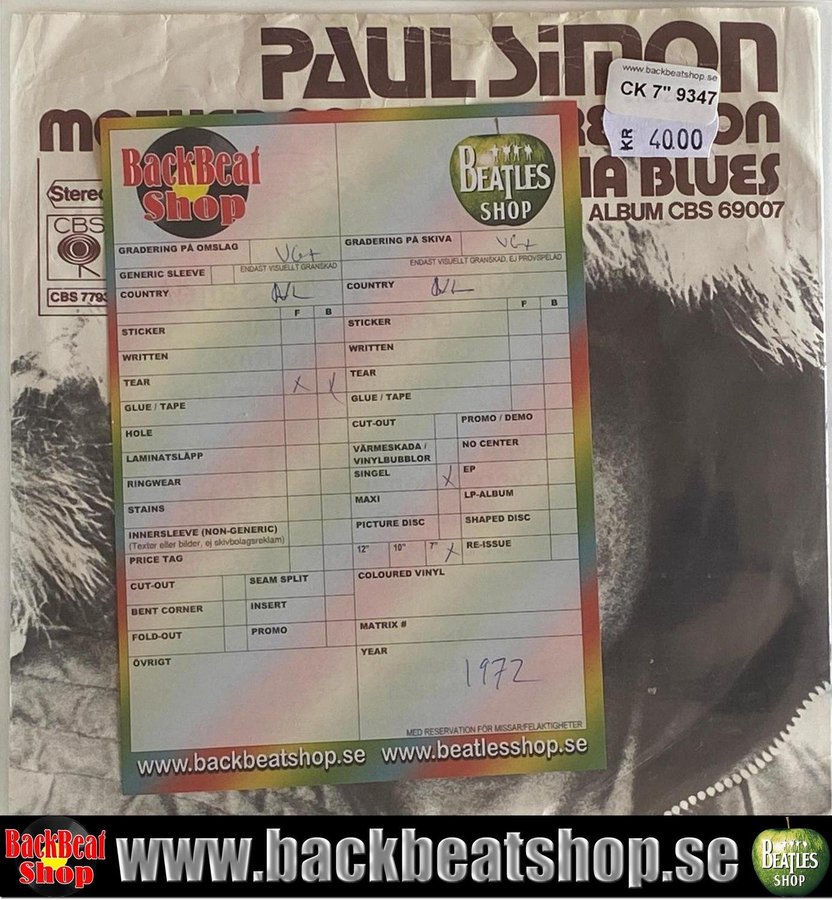 PAUL SiMON
www.backbeatshop.se
CK 7" 9347
KR 40.00
ON
IA BLUES
ALBUM CBS 69007
Stereo
CBS
CBS 779
BackBeat
Shop
BEATLES
SHOP
GRADERING PÅ OMSLAG VG+
ENDAST VISUELLT GRANSKAD
GENERIC SLEEVE
COUNTRY NL
F B
STICKER
WRITTEN
TEAR X X
GLUE / TAPE
HOLE
LAMINATSLÄPP
RINGWEAR
STAINS
INNERSLEEVE (NON-GENERIC)
(Texter eller bilder, ej skivbolagsreklam)
PRICE TAG
CUT-OUT SEAM SPLIT
BENT CORNER INSERT
FOLD-OUT PROMO
ÖVRIGT
GRADERING PÅ SKIVA VG+
ENDAST VISUELLT GRANSKAD, EJ PROVSPELAD
COUNTRY NL
F B
STICKER
WRITTEN
TEAR
GLUE / TAPE
CUT-OUT PROMO / DEMO
VÄRMESKADA / NO CENTER
VINYLBUBBLOR
SINGEL X EP
MAXI LP-ALBUM
PICTURE DISC SHAPED DISC
12" 10" 7" X RE-ISSUE
COLOURED VINYL
MATRIX #
YEAR
1972
MED RESERVATION FÖR MISSAR/FELAKTIGHETER
www.backbeatshop.se www.beatlesshop.se
BackBeat
Shop
www.backbeatshop.se
BEATLES
SHOP